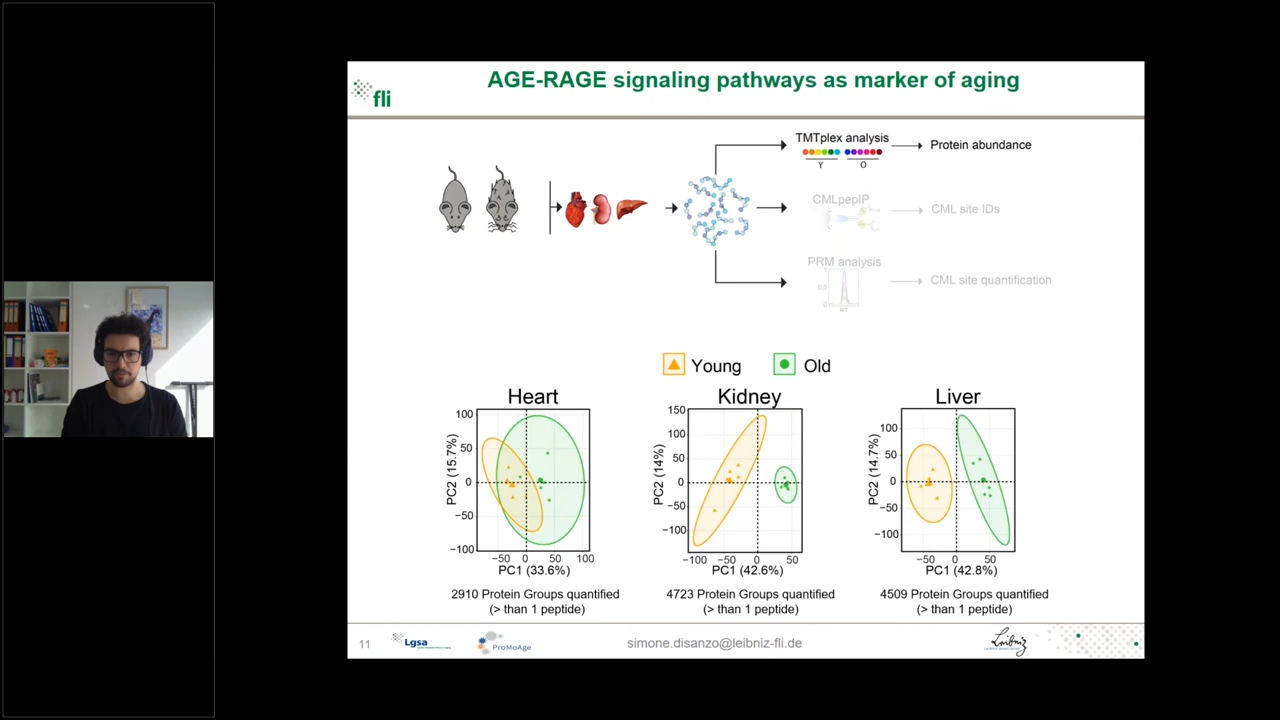 AGE-RAGE signaling pathways as marker of aging
fli
TMTplex analysis
Y
O
Protein abundance
CMLpepIP
CML site IDs
PRM analysis
1
0.5
0
RT
CML site quantification
Young
Old
Heart
Kidney
Liver
PC2 (15.7%)
100
50
0
−50
−100
−50
0
50
100
PC1 (33.6%)
PC2 (14%)
150
100
50
0
−50
−100
−100
−50
0
50
PC1 (42.6%)
PC2 (14.7%)
100
50
0
−50
−100
−50
0
50
PC1 (42.8%)
2910 Protein Groups quantified
(> than 1 peptide)
4723 Protein Groups quantified
(> than 1 peptide)
4509 Protein Groups quantified
(> than 1 peptide)
11
Lgsa
ProMoAge
simone.disanzo@leibniz-fli.de
Leibniz